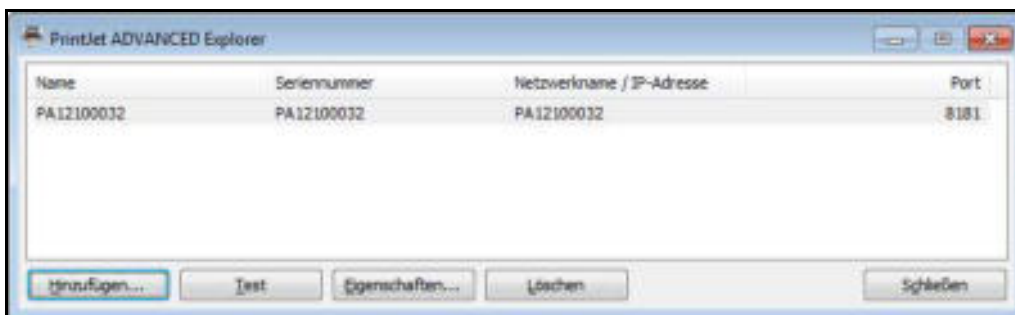 PrintJet ADVANCED Explorer
Name Seriennummer Netzwerkname / IP-Adresse Port
PA12100032 PA12100032 PA12100032 8181
Hinzufügen... Test Eigenschaften... Löschen Schließen